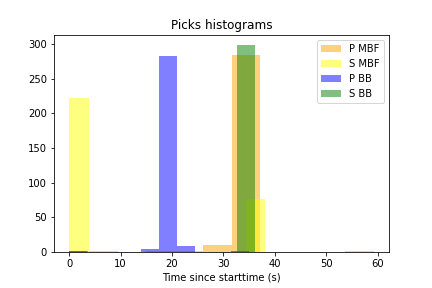 Picks histograms
300
250
200
150
100
50
0
P MBF
S MBF
P BB
S BB
0 10 20 30 40 50 60
Time since starttime (s)